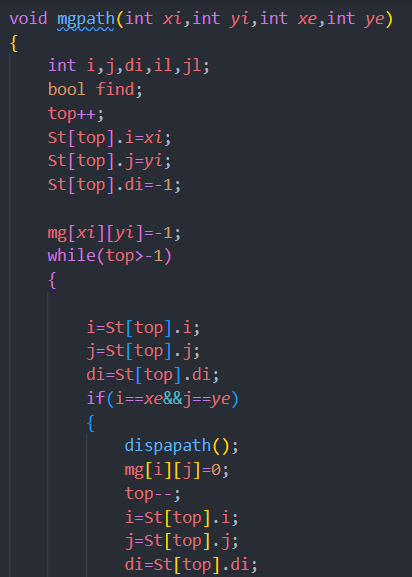 void mgpath(int xi,int yi,int xe,int ye)
{
int i,j,di,il,jl;
bool find;
top++;
St[top].i=xi;
St[top].j=yi;
St[top].di=-1;
mg[xi][yi]=-1;
while(top>-1)
{
i=St[top].i;
j=St[top].j;
di=St[top].di;
if(i==xe&&j==ye)
{
dispapath();
mg[i][j]=0;
top--;
i=St[top].i;
j=St[top].j;
di=St[top].di;